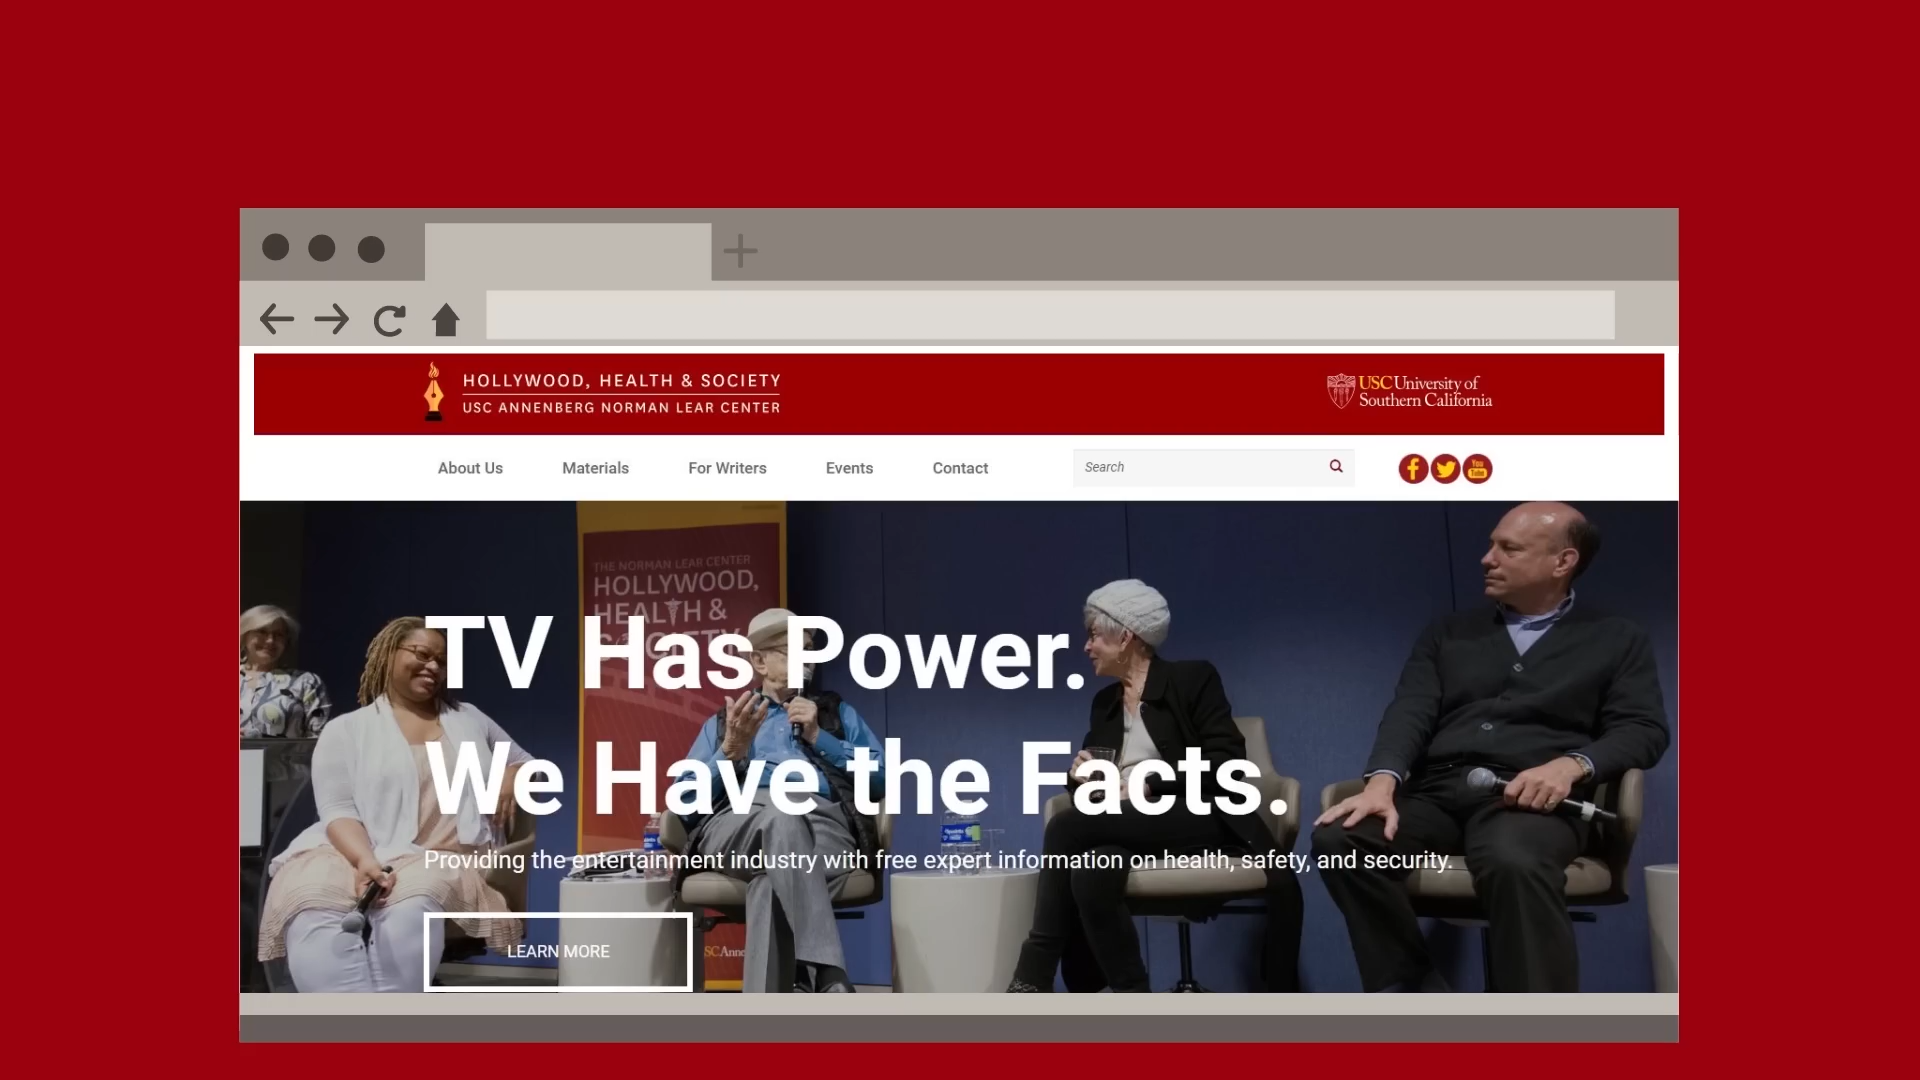 HOLLYWOOD, HEALTH & SOCIETY
USC ANNENBERG NORMAN LEAR CENTER
USC University of
Southern California
About Us
Materials
For Writers
Events
Contact
Search
You
Tube
THE NORMAN LEAR CENTER
HOLLYWOOD,
HEALTH &
SOCIETY
TV Has Power.
We Have the Facts.
Providing the entertainment industry with free expert information on health, safety, and security.
LEARN MORE